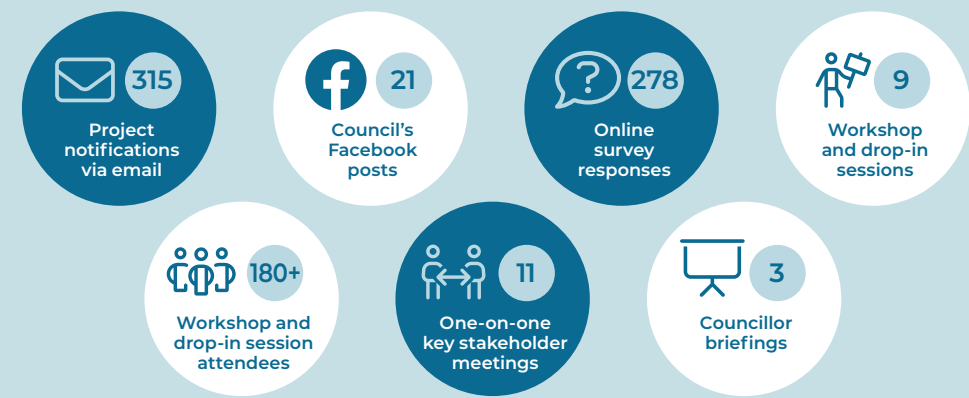 315
Project
notifications
via email
21
Council's
Facebook
posts
278
Online
survey
responses
9
Workshop
and drop-in
sessions
180+
Workshop and
drop-in session
attendees
11
One-on-one
key stakeholder
meetings
3
Councillor
briefings